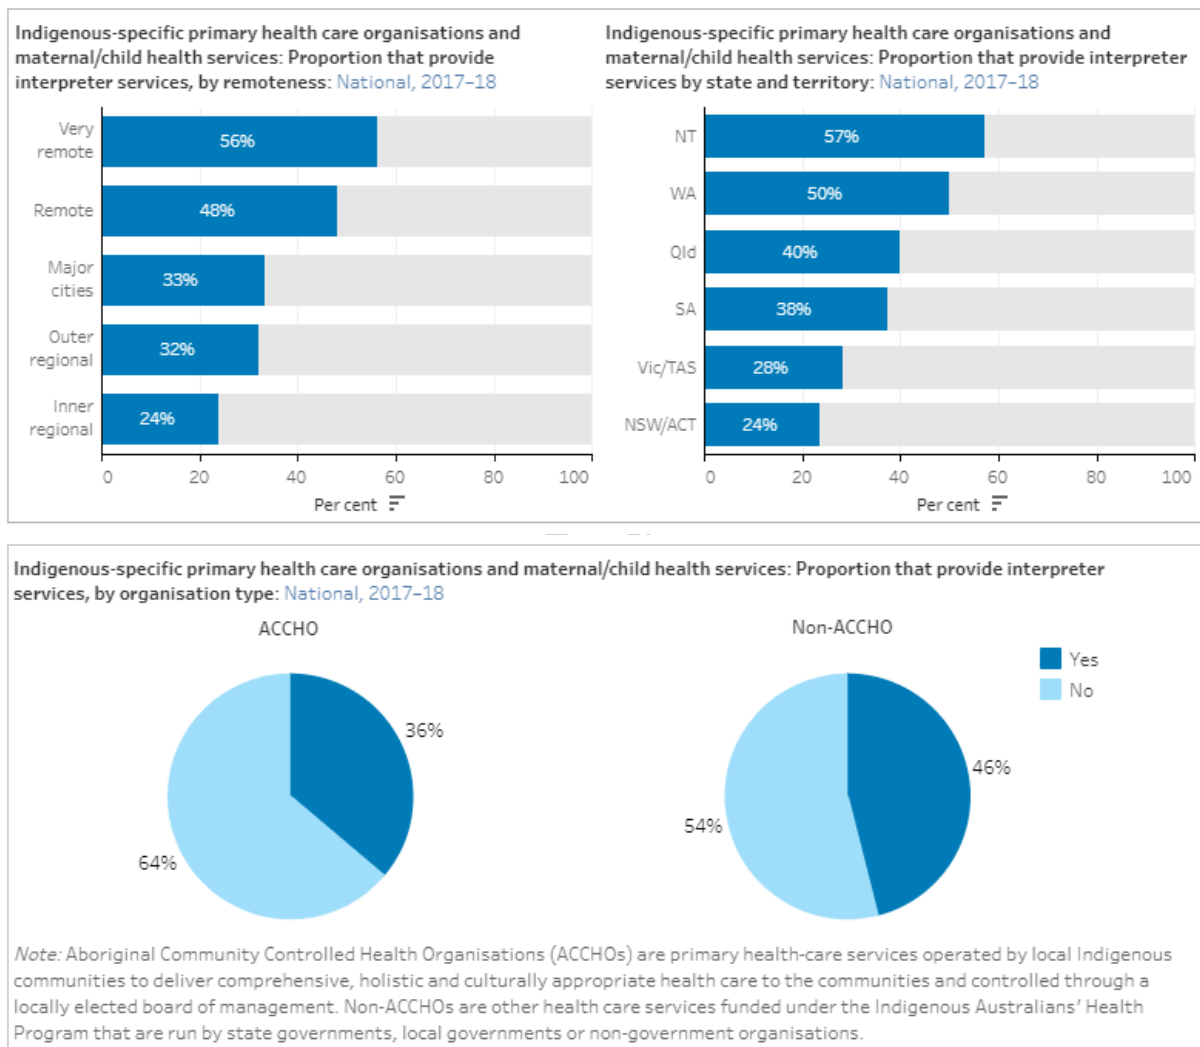 Indigenous-specific primary health care organisations and
maternal/child health services: Proportion that provide
interpreter services, by remoteness: National, 2017–18
Very
remote
56%
Remote
48%
Major
cities
33%
Outer
regional
32%
Inner
regional
24%
0 20 40 60 80 100
Per cent
Indigenous-specific primary health care organisations and
maternal/child health services: Proportion that provide interpreter
services by state and territory: National, 2017–18
NT
57%
WA
50%
Qld
40%
SA
38%
Vic/TAS
28%
NSW/ACT
24%
0 20 40 60 80 100
Per cent
Indigenous-specific primary health care organisations and maternal/child health services: Proportion that provide interpreter
services, by organisation type: National, 2017–18
ACCHO
36%
64%
Non-ACCHO
46%
54%
Yes
No
Note: Aboriginal Community Controlled Health Organisations (ACCHOs) are primary health-care services operated by local Indigenous
communities to deliver comprehensive, holistic and culturally appropriate health care to the communities and controlled through a
locally elected board of management. Non-ACCHOs are other health care services funded under the Indigenous Australians’ Health
Program that are run by state governments, local governments or non-government organisations.